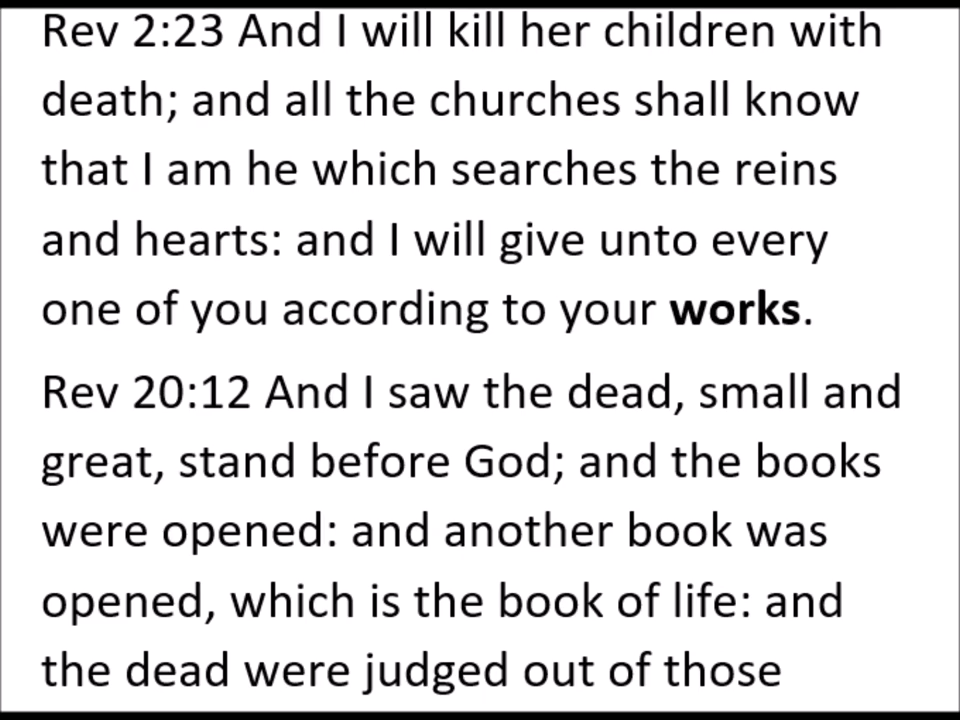 Rev 2:23 And I will kill her children with
death; and all the churches shall know
that I am he which searches the reins
and hearts: and I will give unto every
one of you according to your works.
Rev 20:12 And I saw the dead, small and
great, stand before God; and the books
were opened: and another book was
opened, which is the book of life: and
the dead were judged out of those